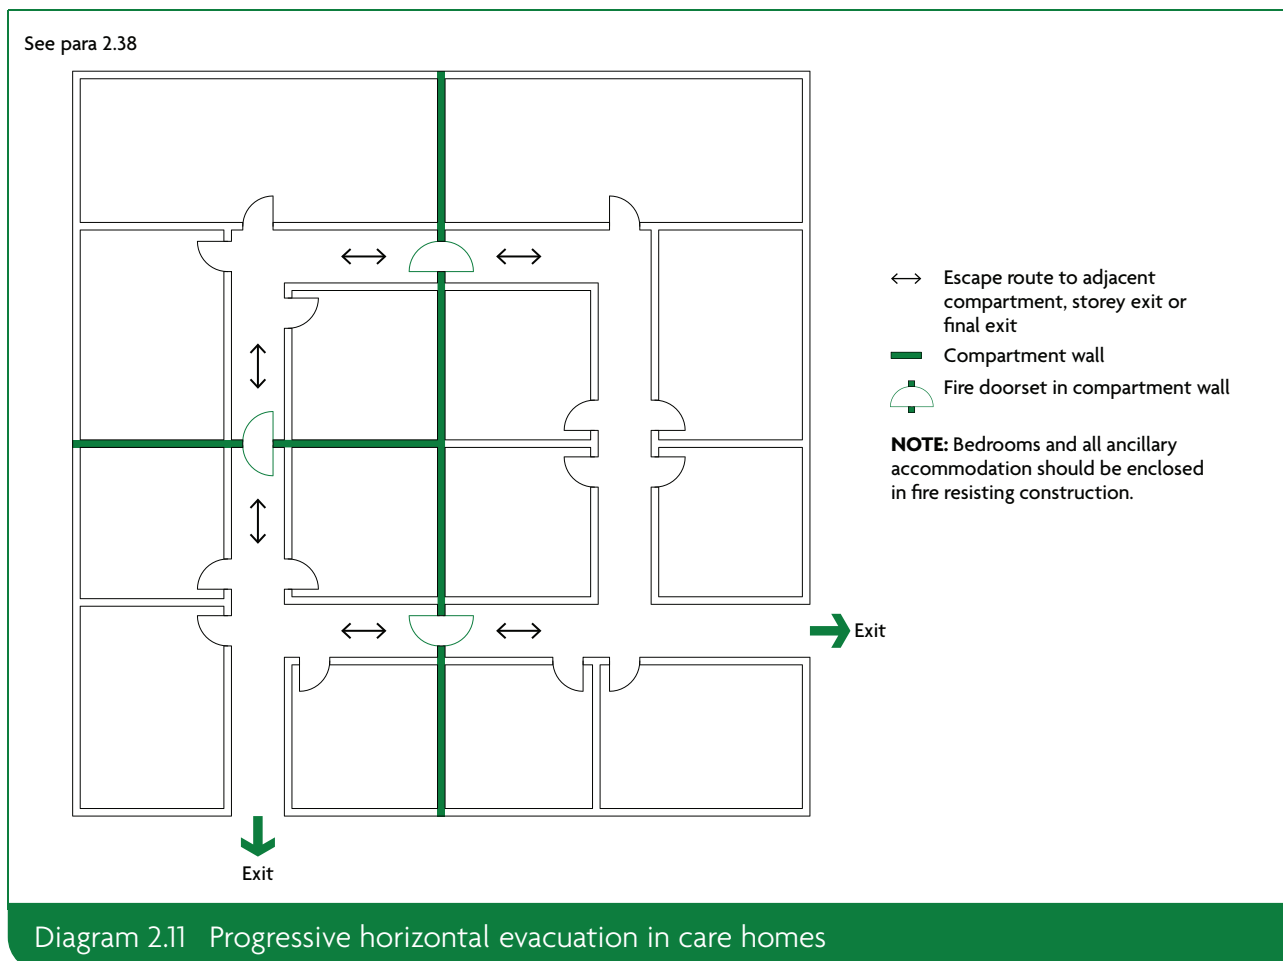 See para 2.38
Escape route to adjacent
compartment, storey exit or
final exit
Compartment wall
Fire doorset in compartment wall
NOTE: Bedrooms and all ancillary
accommodation should be enclosed
in fire resisting construction.
Exit
Exit
Diagram 2.11 Progressive horizontal evacuation in care homes